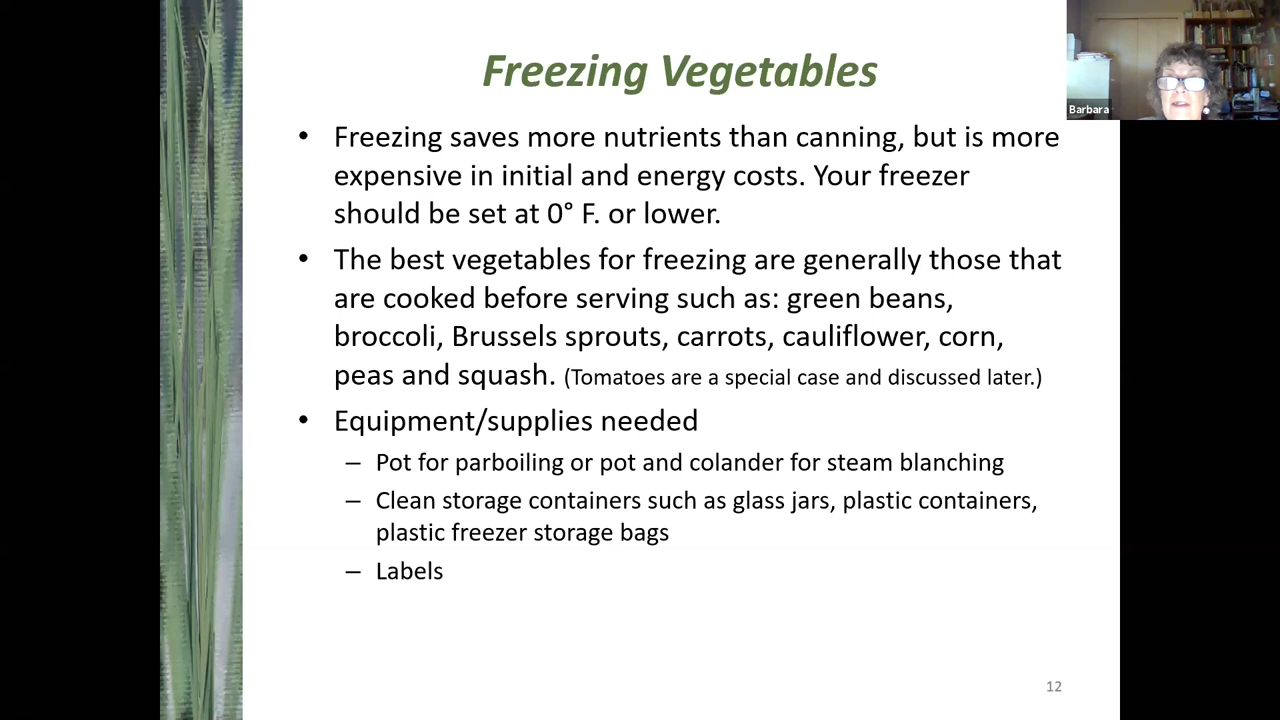 Freezing Vegetables
Barbara
• Freezing saves more nutrients than canning, but is more
expensive in initial and energy costs. Your freezer
should be set at 0° F. or lower.
• The best vegetables for freezing are generally those that
are cooked before serving such as: green beans,
broccoli, Brussels sprouts, carrots, cauliflower, corn,
peas and squash. (Tomatoes are a special case and discussed later.)
• Equipment/supplies needed
– Pot for parboiling or pot and colander for steam blanching
– Clean storage containers such as glass jars, plastic containers,
plastic freezer storage bags
– Labels
12